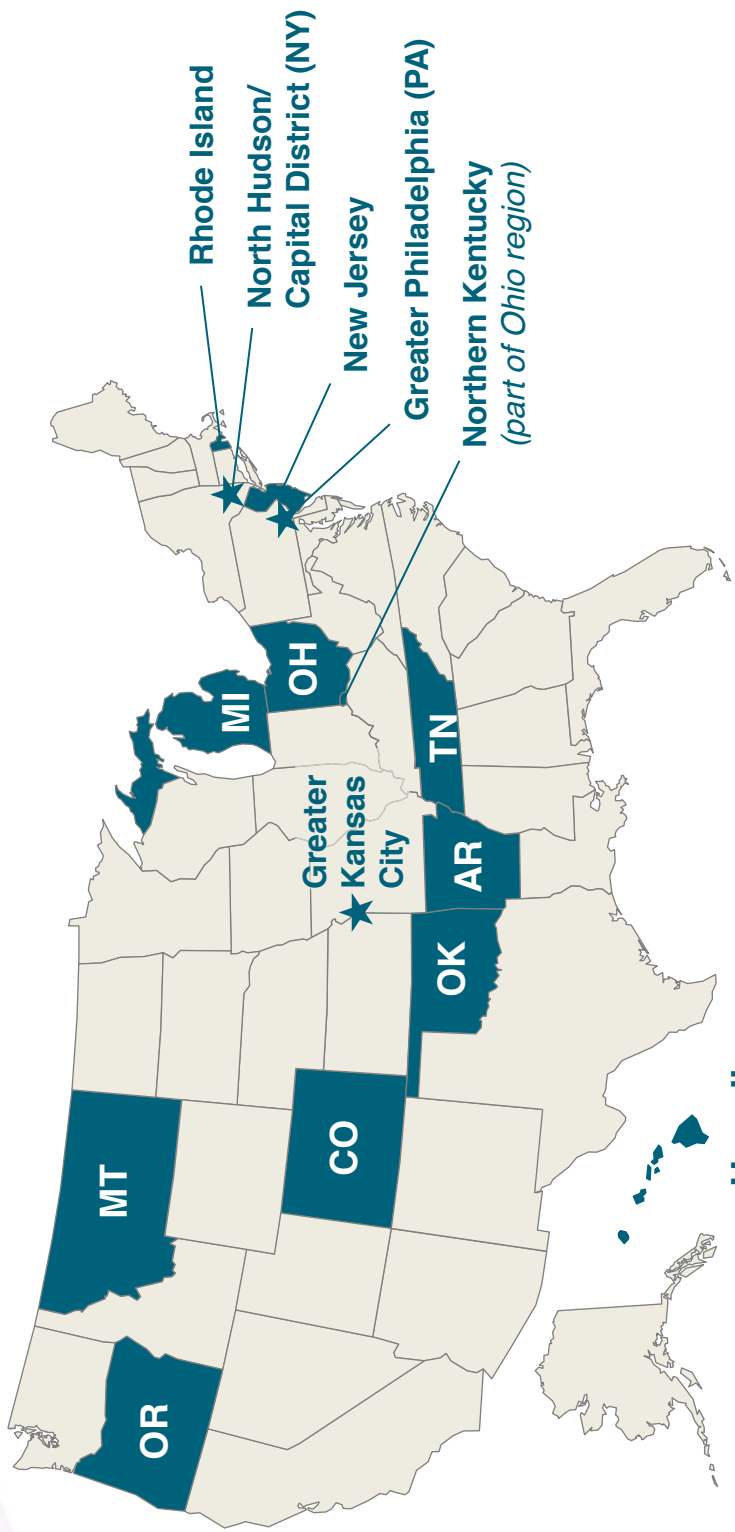 Rhode Island
North Hudson/
Capital District (NY)
New Jersey
Greater Philadelphia (PA)
Northern Kentucky
(part of Ohio region)
MT
OR
CO
MI
OH
Greater
Kansas
City
OK
AR
TN